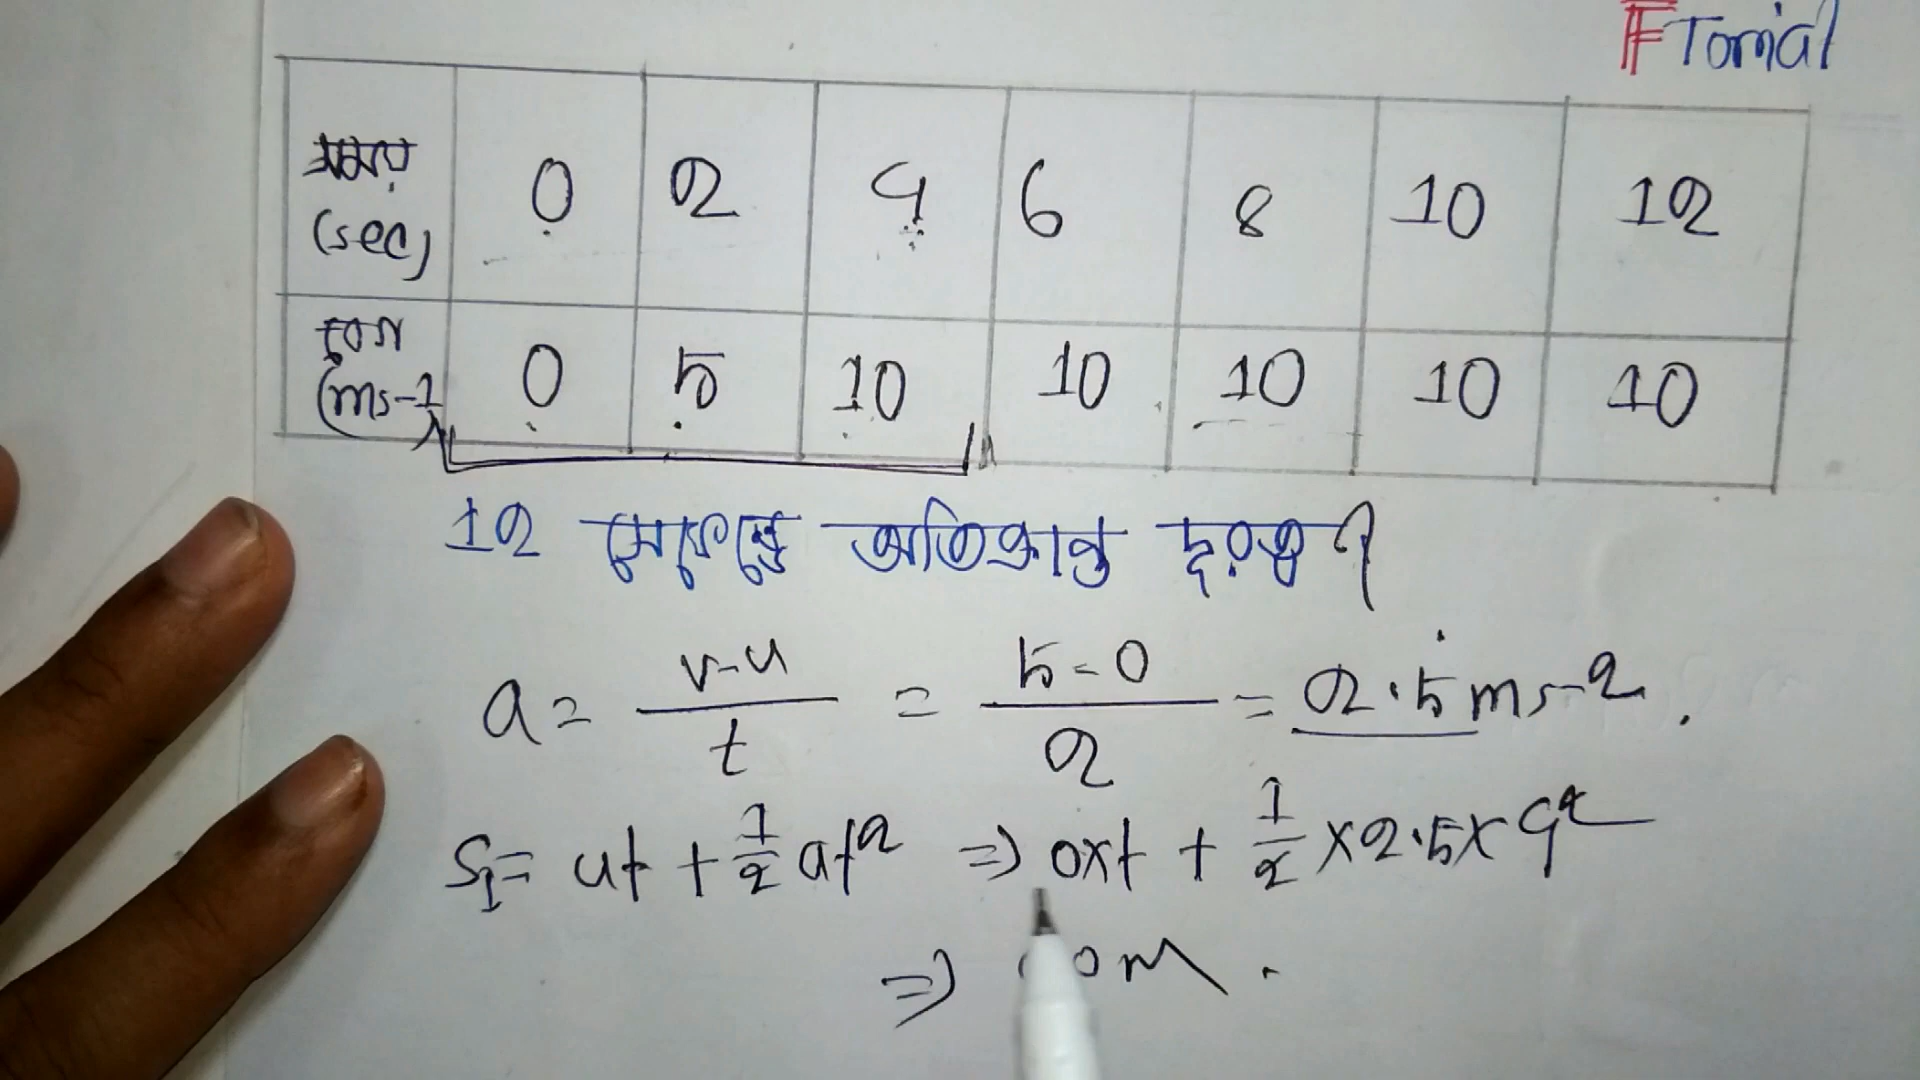 FTorial
সময় (sec) 0 2 4 6 8 10 12
বেগ (ms-1) 0 5 10 10 10 10 10
12 সেকেন্ডে অতিক্রান্ত দূরত্ব ?
a = v-u/t = 5-0/2 = 2.5 ms-2.
S1 = ut + 1/2 at2 => 0xt + 1/2 x 2.5 x 42
=> 0m.